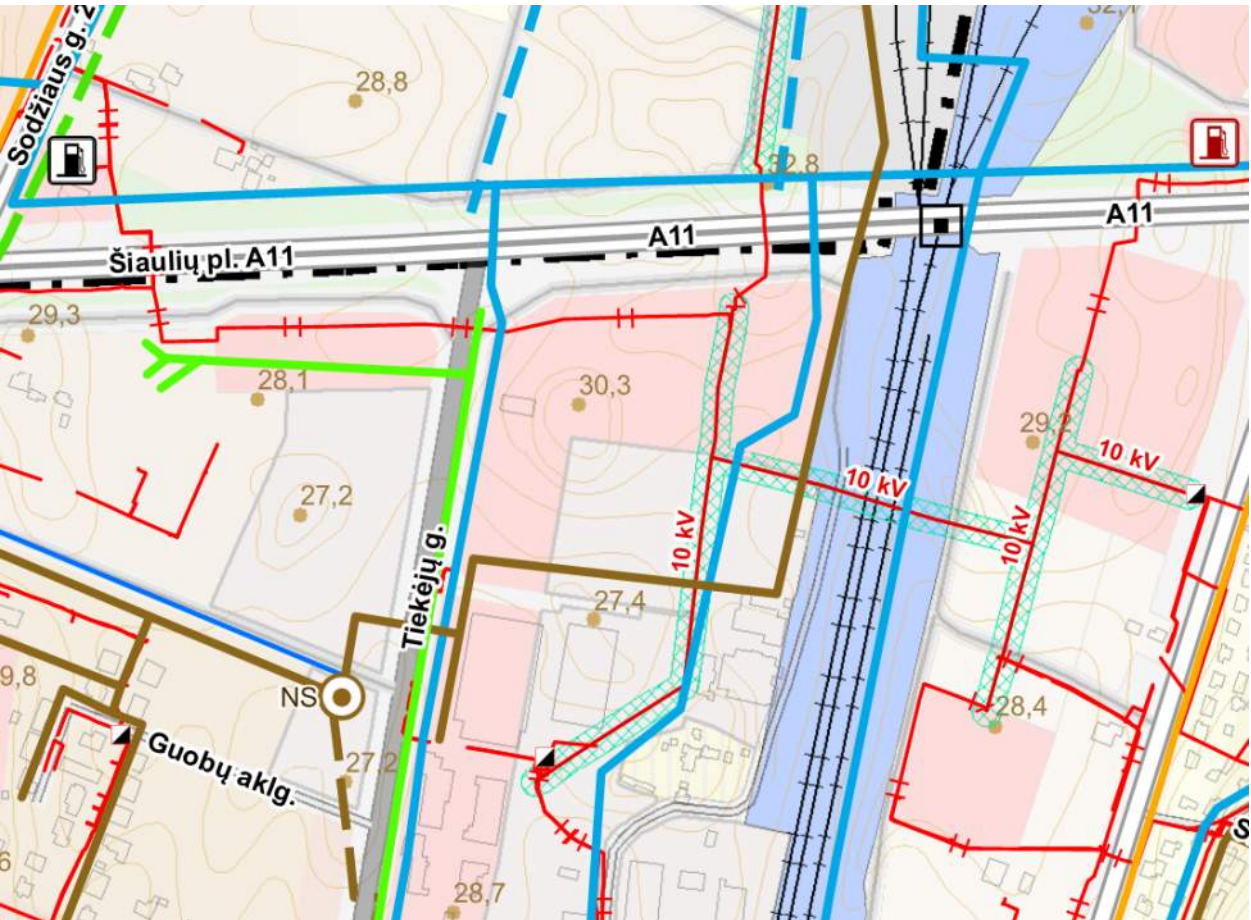 Sodžiaus g. 2
28,8
32,1
32,8
A11
A11
Šiaulių pl. A11
29,3
28,1
30,3
29,2
10 kV
10 kV
27,2
10 kV
10 kV
Tiekėjų g.
27,4
9,8
NS
28,4
Guobų aklg.
27,2
S
6
28,7